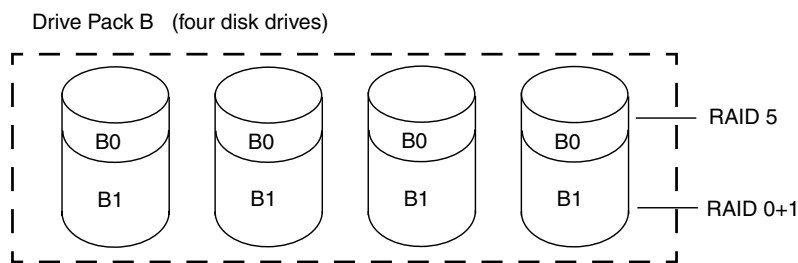 Drive Pack B (four disk drives)
B0 B0 B0 B0 RAID 5
B1 B1 B1 B1 RAID 0+1